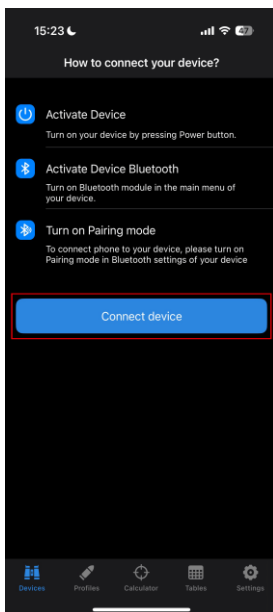 15:23
47
How to connect your device?
Activate Device
Turn on your device by pressing Power button.
Activate Device Bluetooth
Turn on Bluetooth module in the main menu of
your device.
Turn on Pairing mode
To connect phone to your device, please turn on
Pairing mode in Bluetooth settings of your device
Connect device
Devices Profiles Calculator Tables Settings